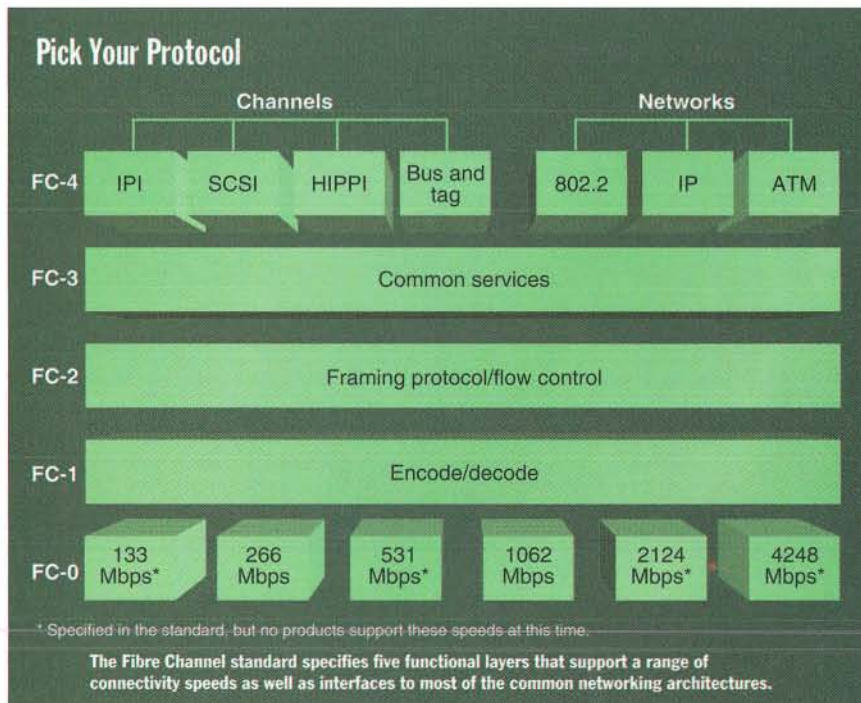 Pick Your Protocol
Channels
Networks
FC-4
IPI
SCSI
HIPPI
Bus and
tag
802.2
IP
ATM
FC-3
Common services
FC-2
Framing protocol/flow control
FC-1
Encode/decode
FC-0
133
Mbps*
266
Mbps
531
Mbps*
1062
Mbps
2124
Mbps*
4248
Mbps*
* Specified in the standard, but no products support these speeds at this time.
The Fibre Channel standard specifies five functional layers that support a range of
connectivity speeds as well as interfaces to most of the common networking architectures.